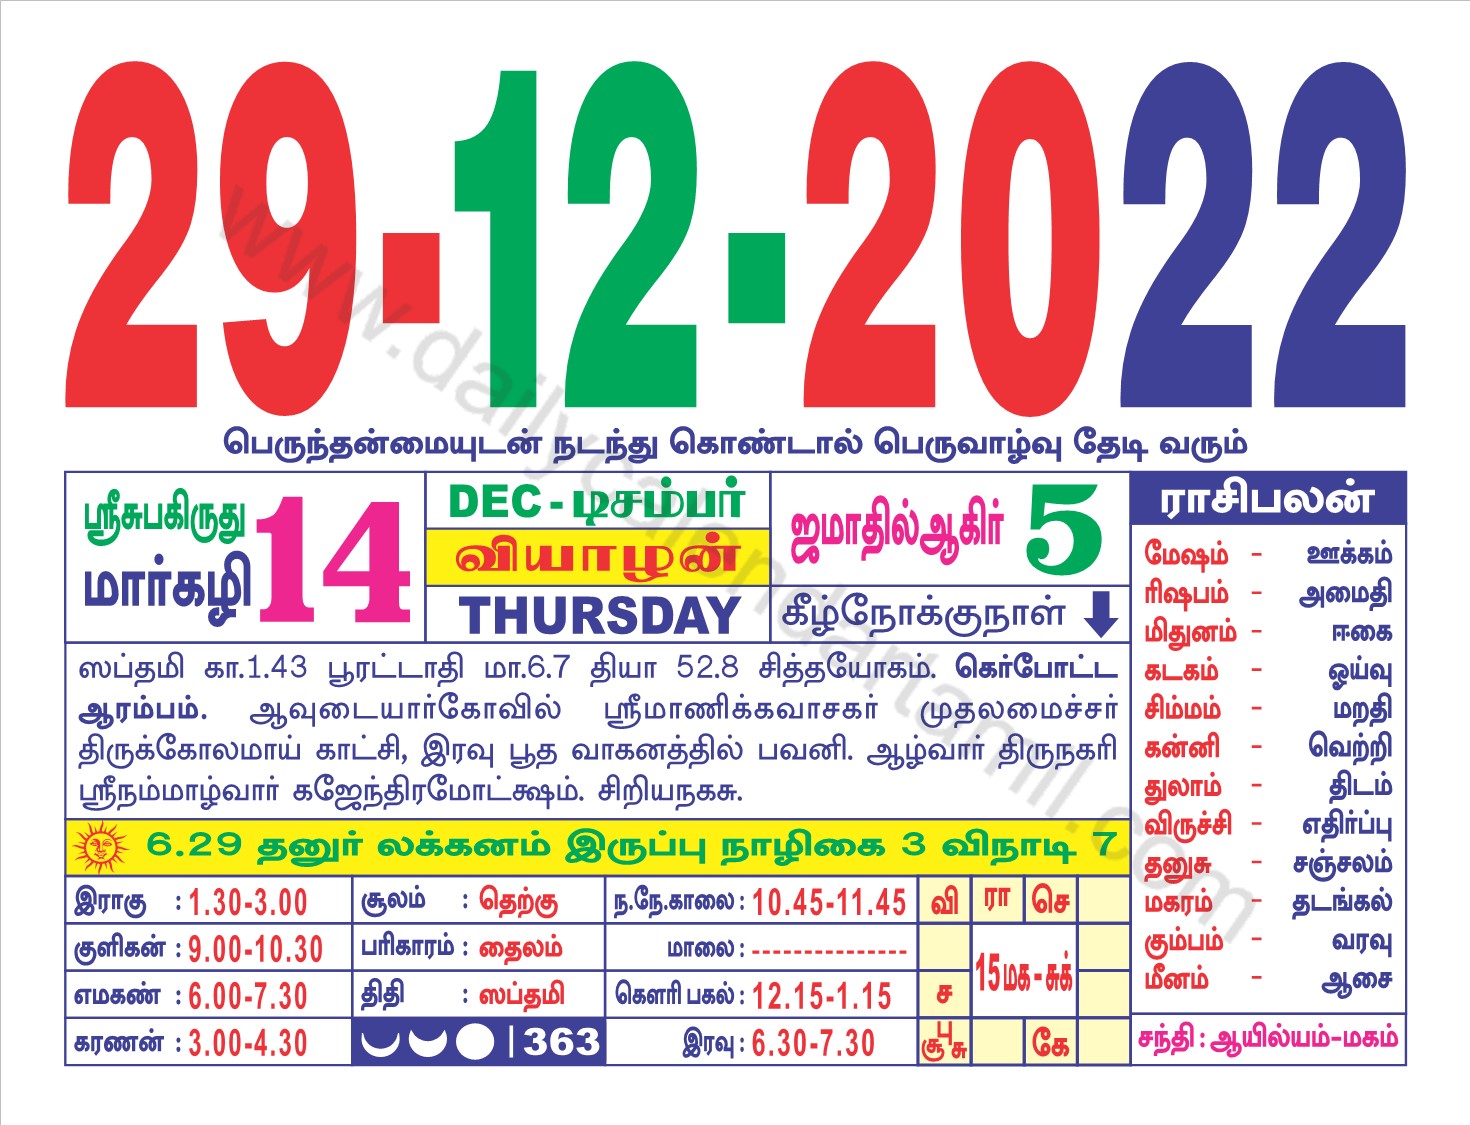 29-12-2022
பெருந்தன்மையுடன் நடந்து கொண்டால் பெருவாழ்வு தேடி வரும்
ஸ்ரீசுபகிருது
மார்கழி 14
DEC - டிசம்பர்
வியாழன்
THURSDAY
ஜமாதில்ஆகிர் 5
கீழ்நோக்குநாள்
ஸப்தமி கா.1.43 பூரட்டாதி மா.6.7 தியா 52.8 சித்தயோகம். கெர்போட்ட
ஆரம்பம். ஆவுடையார்கோவில் ஸ்ரீமாணிக்கவாசகர் முதலமைச்சர்
திருக்கோலமாய் காட்சி, இரவு பூத வாகனத்தில் பவனி. ஆழ்வார் திருநகரி
ஸ்ரீநம்மாழ்வார் கஜேந்திரமோட்க்ஷம். சிறியநகசு.
6.29 தனுர் லக்கனம் இருப்பு நாழிகை 3 விநாடி 7
இராகு : 1.30-3.00
குளிகன் : 9.00-10.30
எமகண் : 6.00-7.30
கரணன் : 3.00-4.30
சூலம் : தெற்கு
பரிகாரம் : தைலம்
திதி : ஸப்தமி
363
ந.நே.காலை : 10.45-11.45
மாலை : --------------
கௌரி பகல் : 12.15-1.15
இரவு : 6.30-7.30
வி ரா செ
15 மக - சுக்
ச
சூ பு சு கே
ராசிபலன்
மேஷம் - ஊக்கம்
ரிஷபம் - அமைதி
மிதுனம் - ஈகை
கடகம் - ஓய்வு
சிம்மம் - மறதி
கன்னி - வெற்றி
துலாம் - திடம்
விருச்சி - எதிர்ப்பு
தனுசு - சஞ்சலம்
மகரம் - தடங்கல்
கும்பம் - வரவு
மீனம் - ஆசை
சந்தி : ஆயில்யம்-மகம்
www.dailycalendartamil.com